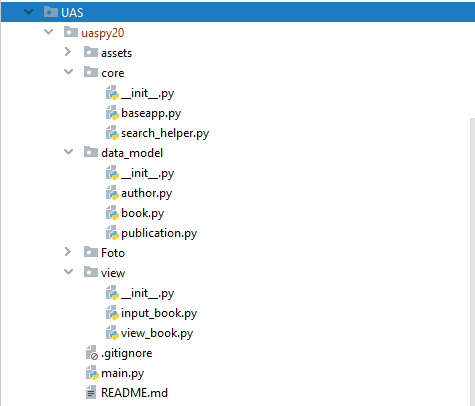 UAS
uaspy20
assets
core
__init__.py
baseapp.py
search_helper.py
data_model
__init__.py
author.py
book.py
publication.py
Foto
view
__init__.py
input_book.py
view_book.py
.gitignore
main.py
README.md